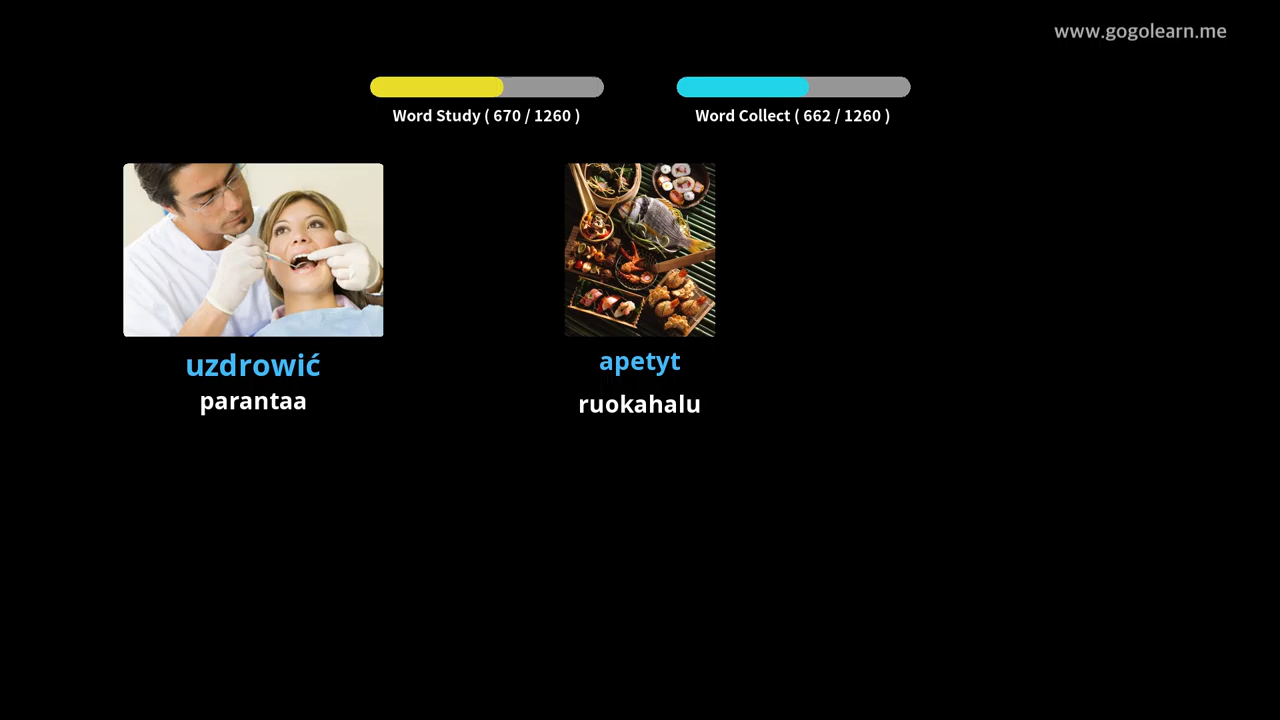 www.gogolearn.me
Word Study ( 670 / 1260 )
Word Collect ( 662 / 1260 )
uzdrowić
parantaa
apetyt
ruokahalu